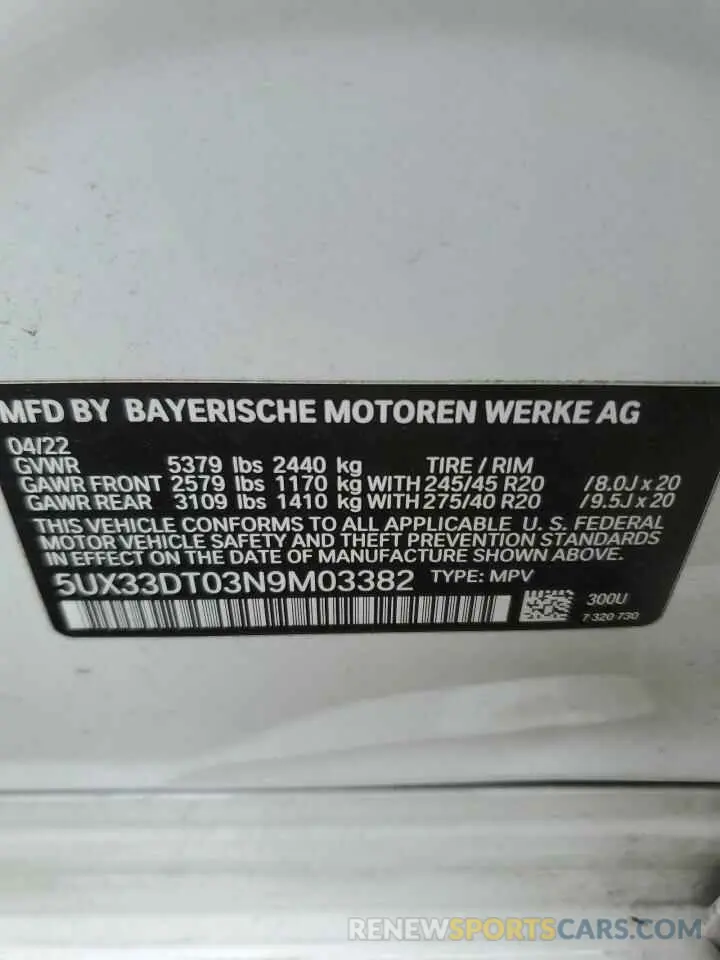 MFD BY BAYERISCHE MOTOREN WERKE AG
04/22
GVWR 5379 lbs 2440 kg TIRE / RIM
GAWR FRONT 2579 lbs 1170 kg WITH 245/45 R20 /8.0J x 20
GAWR REAR 3109 lbs 1410 kg WITH 275/40 R20 /9.5J x 20
THIS VEHICLE CONFORMS TO ALL APPLICABLE U. S. FEDERAL
MOTOR VEHICLE SAFETY AND THEFT PREVENTION STANDARDS
IN EFFECT ON THE DATE OF MANUFACTURE SHOWN ABOVE.
5UX33DT03N9M03382 TYPE: MPV
300U
7 320 730
RENEWSPORTSCARS.COM